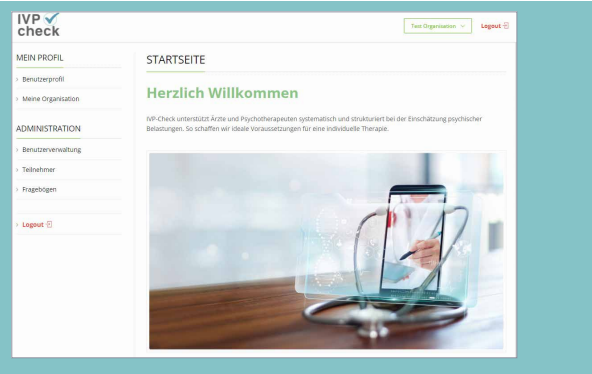 IVP
check
Test Organisation
Logout
MEIN PROFIL
Benutzerprofil
Meine Organisation
ADMINISTRATION
Benutzerverwaltung
Teilnehmer
Fragebögen
Logout
STARTSEITE
Herzlich Willkommen
IVP-Check unterstützt Ärzte und Psychotherapeuten systematisch und strukturiert bei der Einschätzung psychischer
Belastungen. So schaffen wir ideale Voraussetzungen für eine individuelle Therapie.